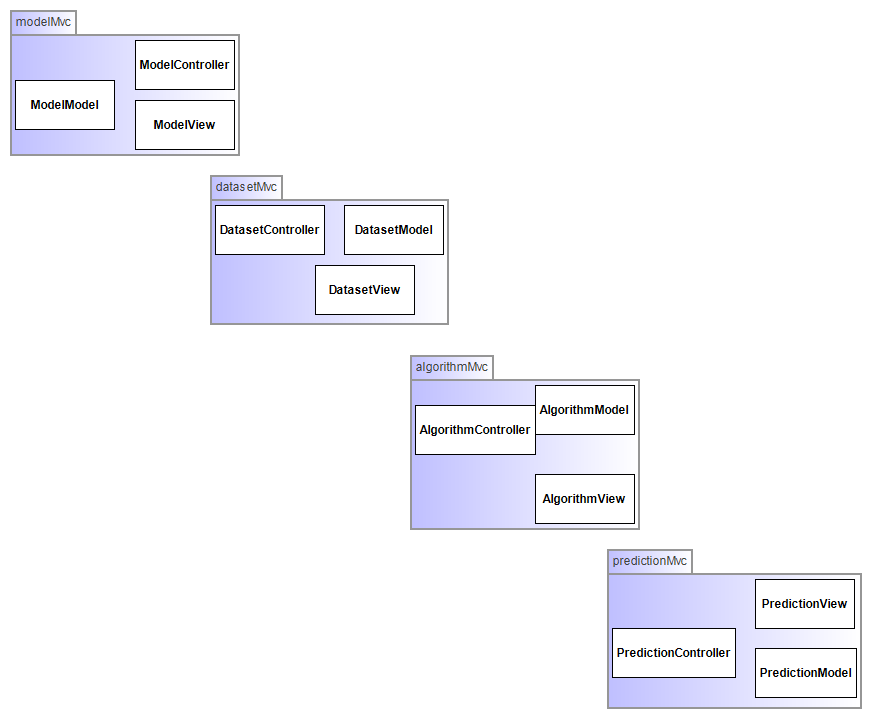 modelMvc
ModelController
ModelModel
ModelView
datasetMvc
DatasetController
DatasetModel
DatasetView
algorithmMvc
AlgorithmModel
AlgorithmController
AlgorithmView
predictionMvc
PredictionView
PredictionController
PredictionModel